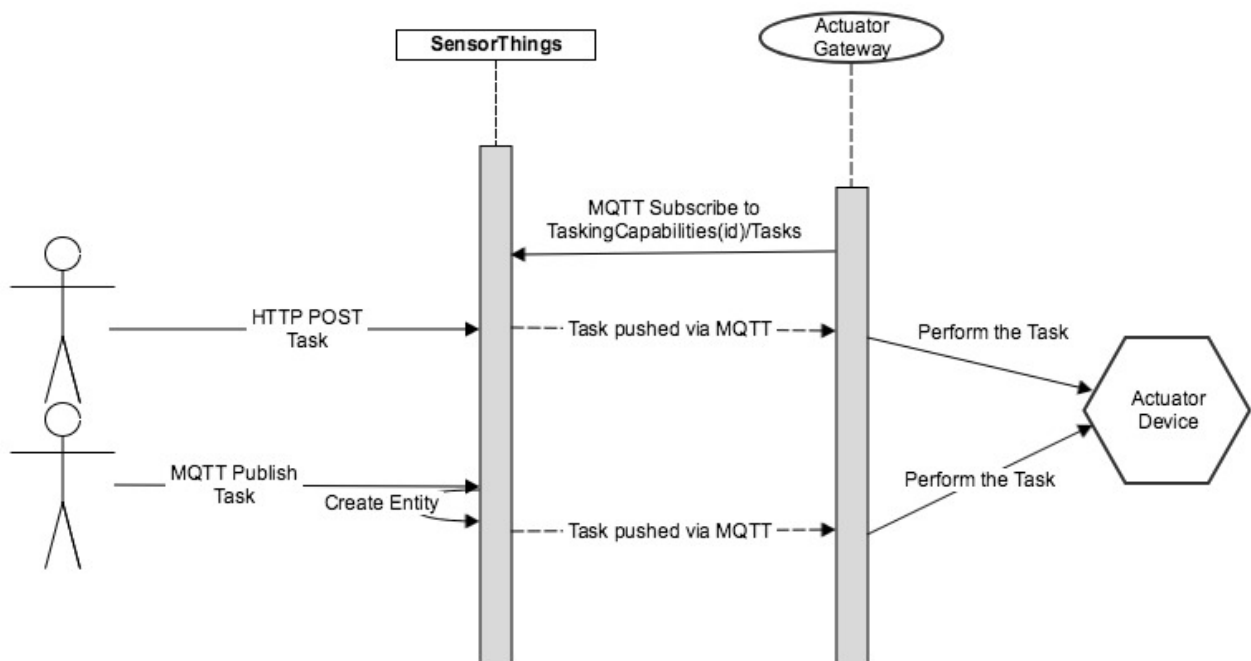 SensorThings
Actuator
Gateway
MQTT Subscribe to
TaskingCapabilities(id)/Tasks
HTTP POST
Task
Task pushed via MQTT
Perform the Task
Actuator
Device
MQTT Publish
Task
Create Entity
Perform the Task
Task pushed via MQTT